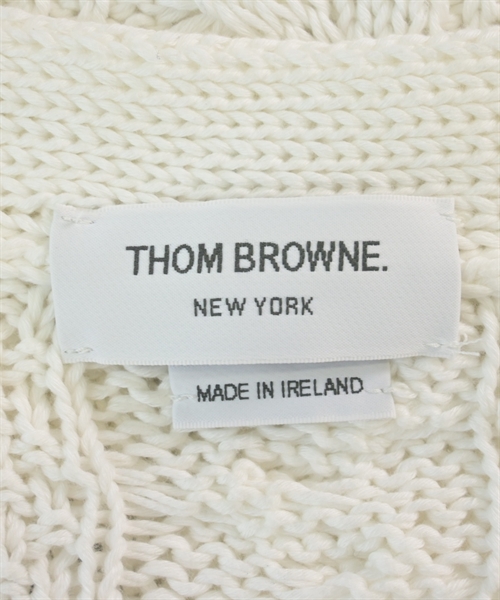 THOM BROWNE.
NEW YORK
MADE IN IRELAND